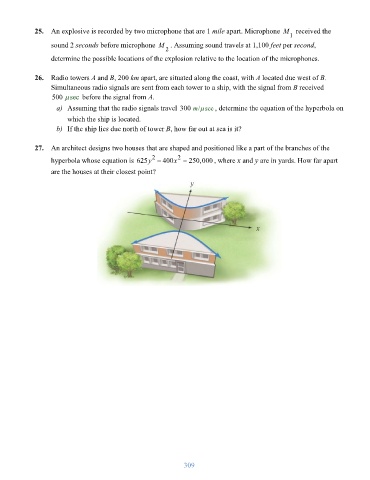 25. An explosive is recorded by two microphone that are 1 mile apart. Microphone M₁ received the
sound 2 seconds before microphone M₂. Assuming sound travels at 1,100 feet per second,
determine the possible locations of the explosion relative to the location of the microphones.
26. Radio towers A and B, 200 km apart, are situated along the coast, with A located due west of B.
Simultaneous radio signals are sent from each tower to a ship, with the signal from B received
500 μsec before the signal from A.
a) Assuming that the radio signals travel 300 m/μsec, determine the equation of the hyperbola on
which the ship is located.
b) If the ship lies due north of tower B, how far out at sea is it?
27. An architect designs two houses that are shaped and positioned like a part of the branches of the
hyperbola whose equation is 625y² − 400x² = 250,000, where x and y are in yards. How far apart
are the houses at their closest point?
y
x
309